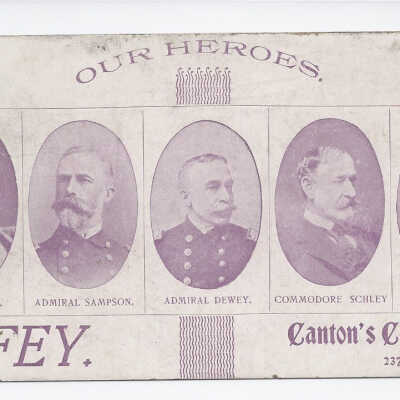 OUR HEROES.
ADMIRAL SAMPSON.
ADMIRAL DEWEY.
COMMODORE SCHLEY
FEY.
Canton's C
237